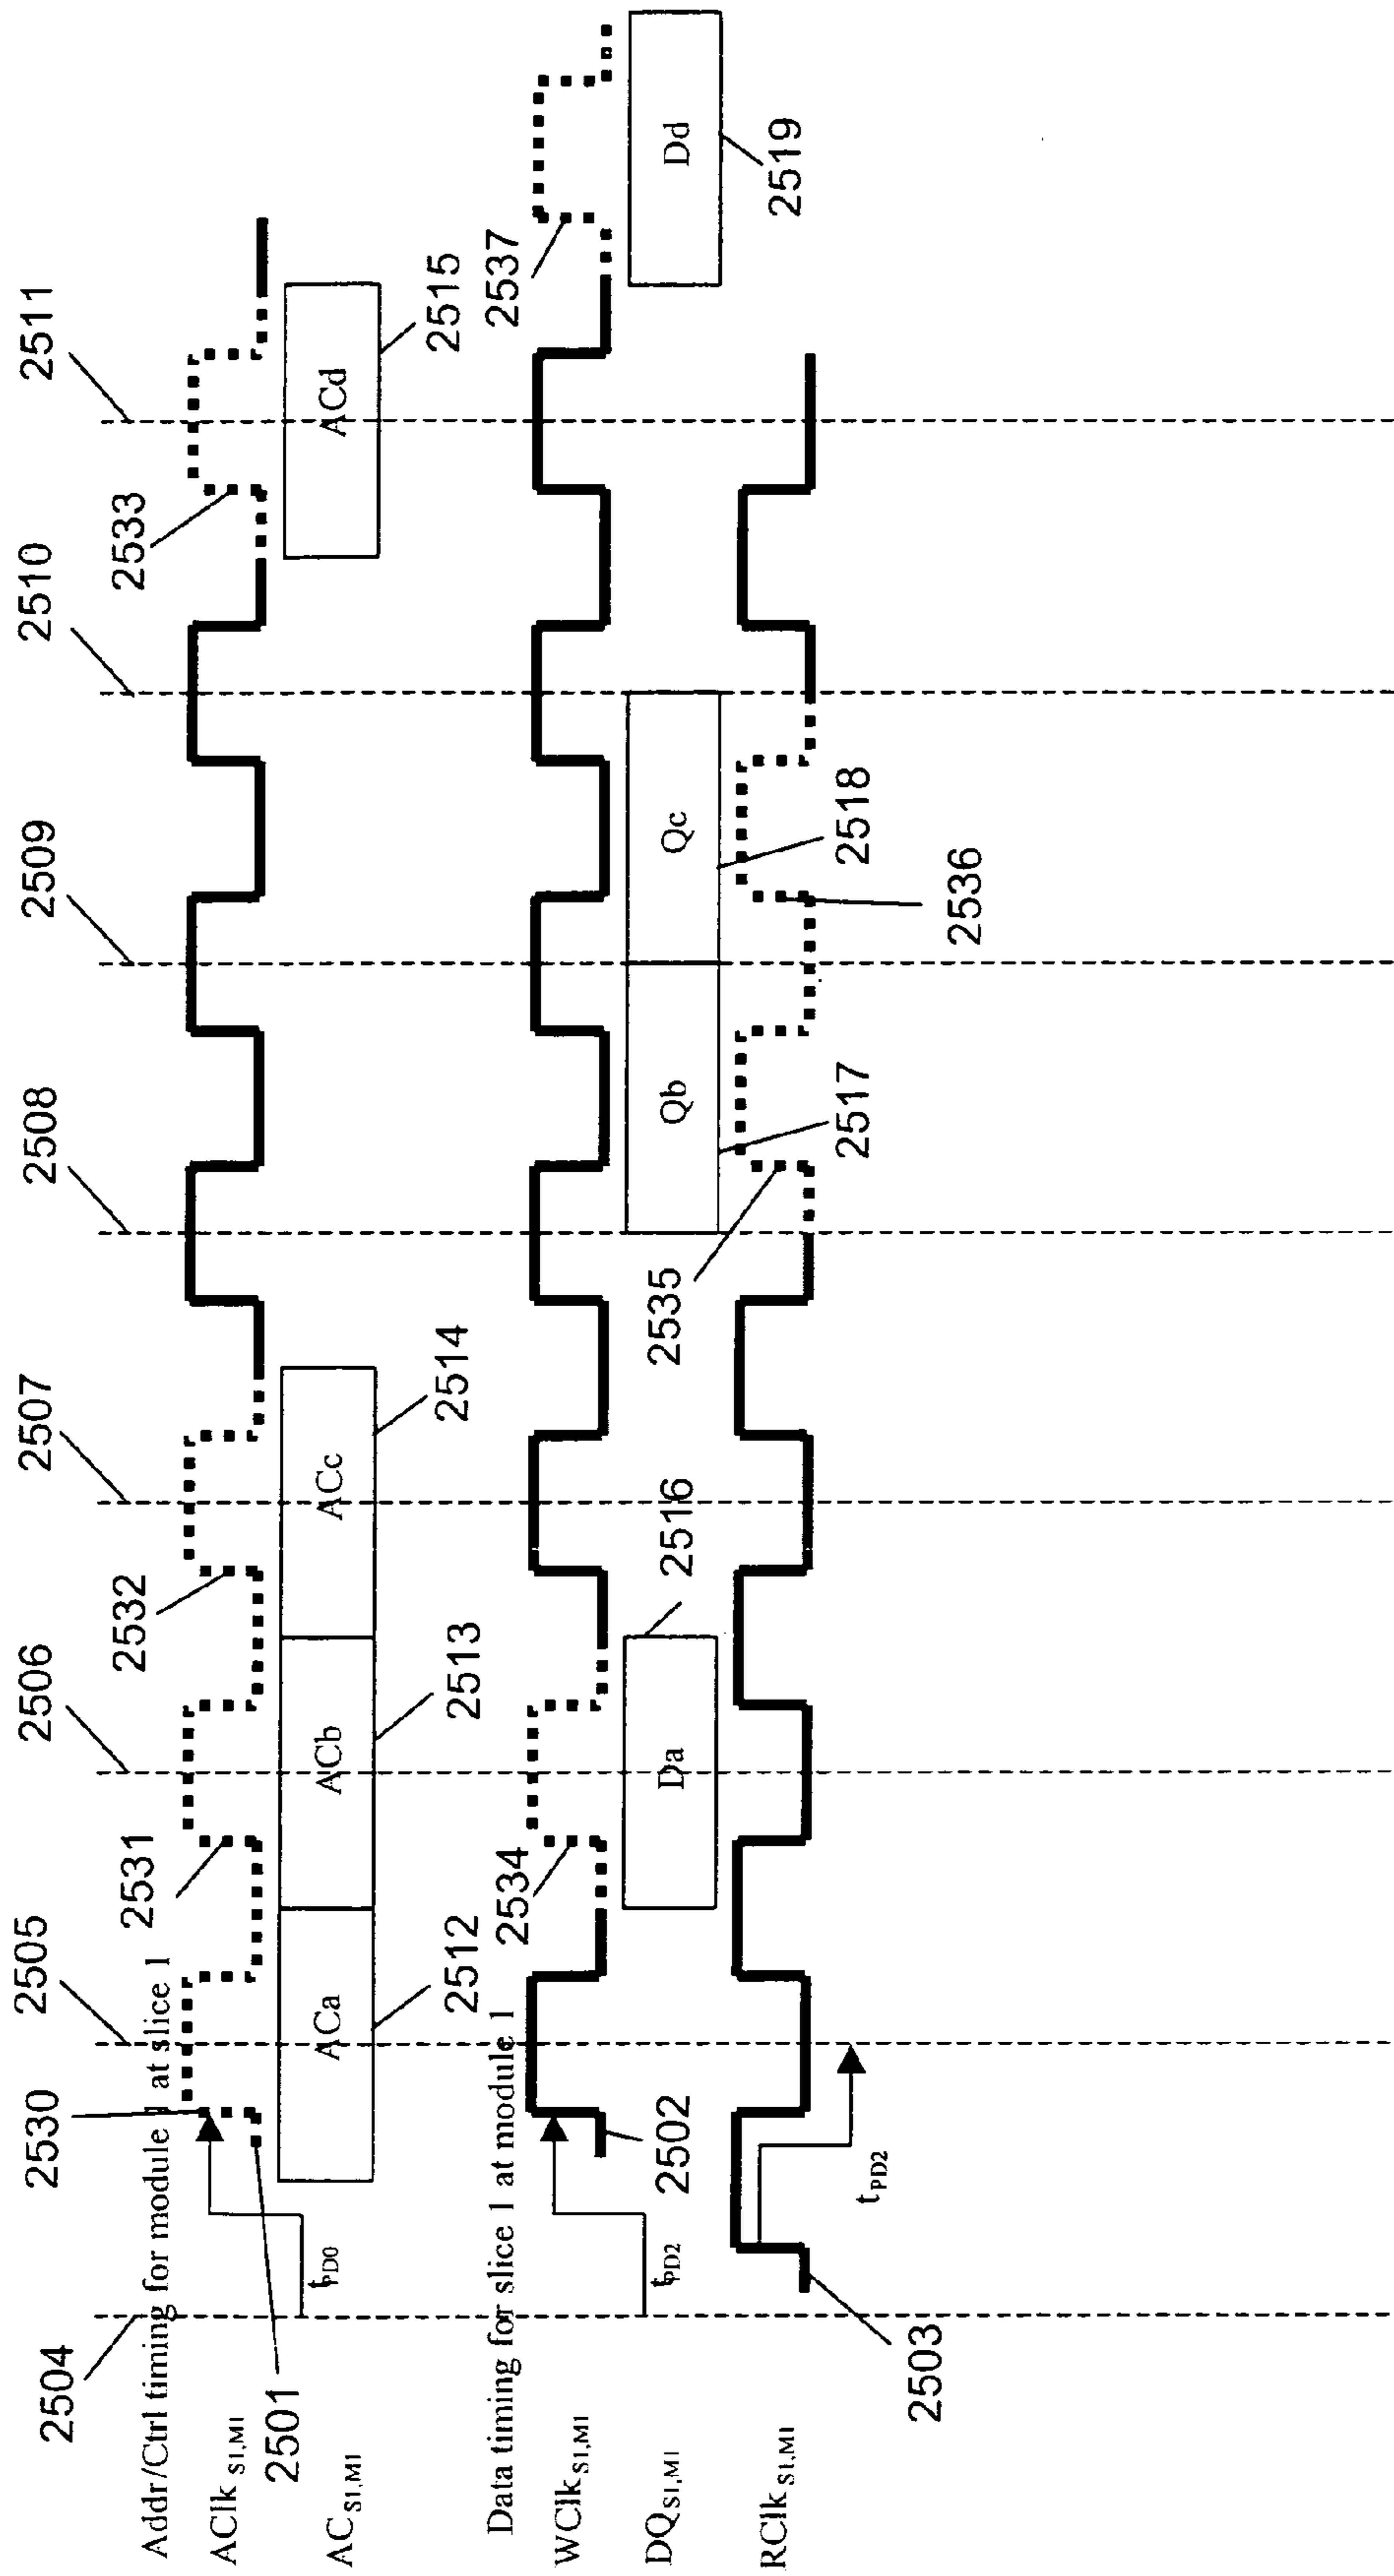 2504
2505
2506
2507
2508
2509
2510
2511
Addr/Ctrl timing for module 1 at slice 1
2530
2531
2532
2533
AClk S1,M1
tPD0
2501
AC S1,M1
ACa
ACb
ACc
ACd
2512
2513
2514
2515
Data timing for slice 1 at module 1
2534
2537
WClk S1,M1
tPD2
2502
2516
2535
DQ S1,M1
Da
Qb
Qc
Dd
2517
2518
2519
RClk S1,M1
2503
tPD2
2536